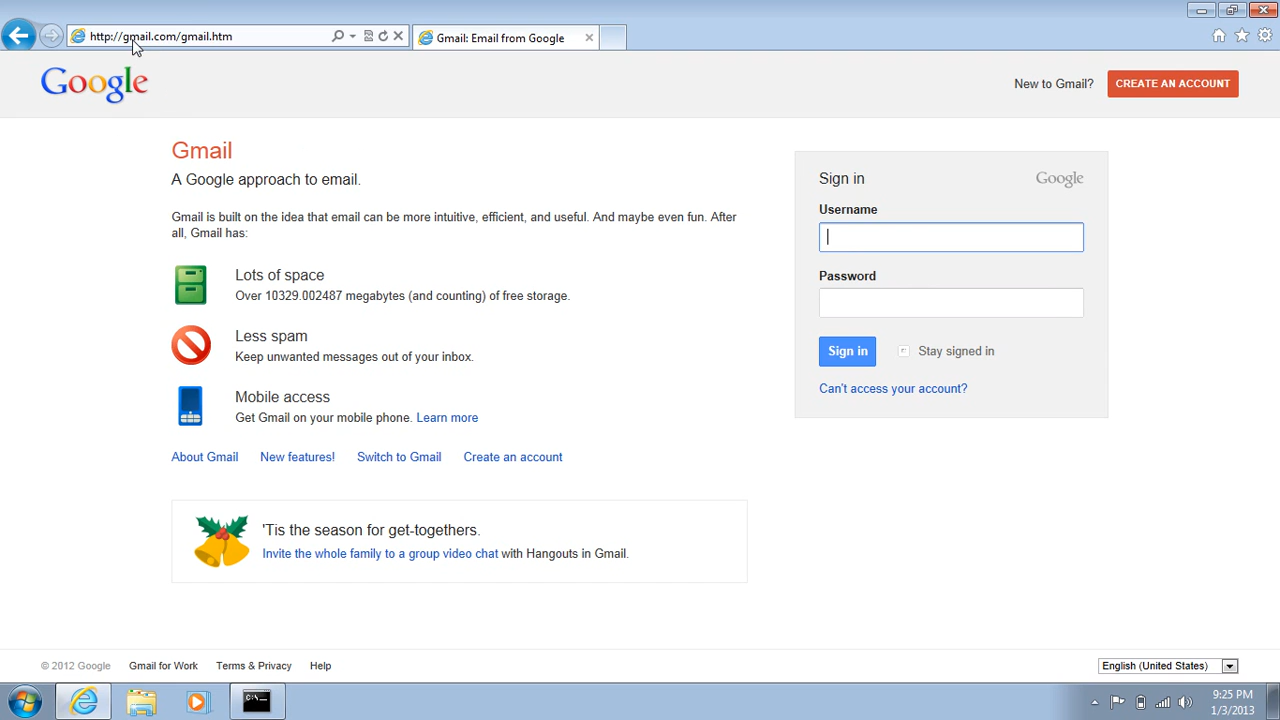 http://gmail.com/gmail.htm
Gmail: Email from Google
Google
New to Gmail?
CREATE AN ACCOUNT
Gmail
A Google approach to email.
Gmail is built on the idea that email can be more intuitive, efficient, and useful. And maybe even fun. After
all, Gmail has:
Lots of space
Over 10329.002487 megabytes (and counting) of free storage.
Less spam
Keep unwanted messages out of your inbox.
Mobile access
Get Gmail on your mobile phone. Learn more
About Gmail New features! Switch to Gmail Create an account
'Tis the season for get-togethers.
Invite the whole family to a group video chat with Hangouts in Gmail.
Sign in
Google
Username
Password
Sign in
Stay signed in
Can't access your account?
© 2012 Google Gmail for Work Terms & Privacy Help
English (United States)
C:\_
9:25 PM
1/3/2013